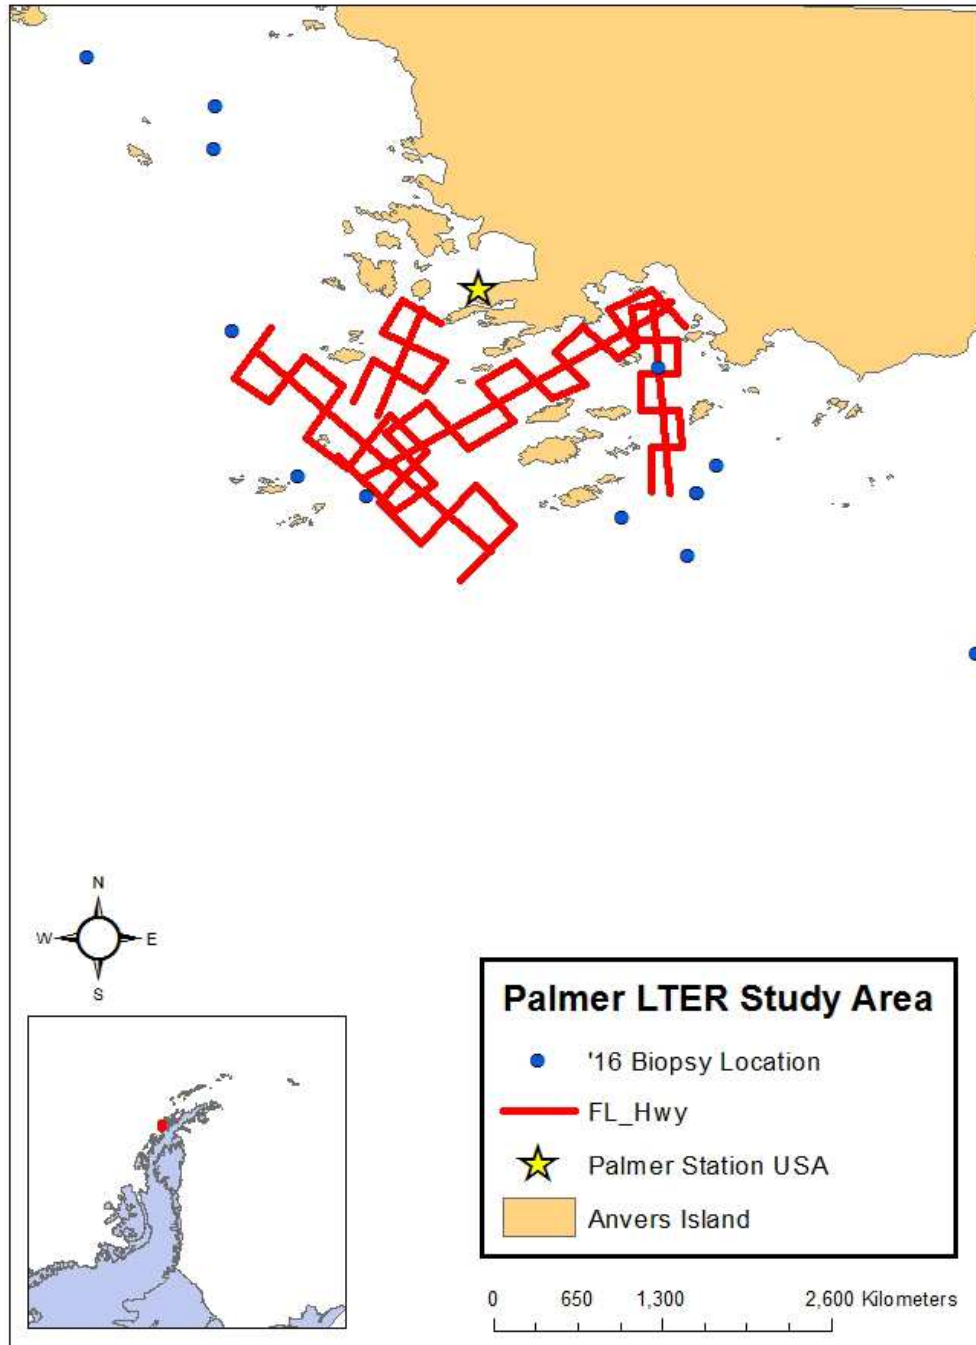 N
W E
S
Palmer LTER Study Area
'16 Biopsy Location
FL_Hwy
Palmer Station USA
Anvers Island
0 650 1,300 2,600 Kilometers